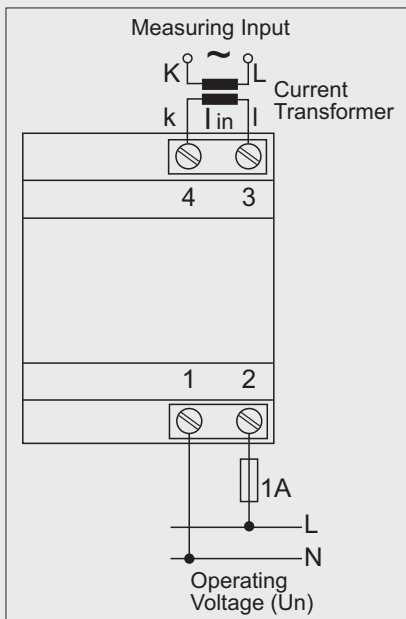 Measuring Input
~
K L
Current
Transformer
k I in l
4 3
1 2
1A
L
N
Operating
Voltage (Un)